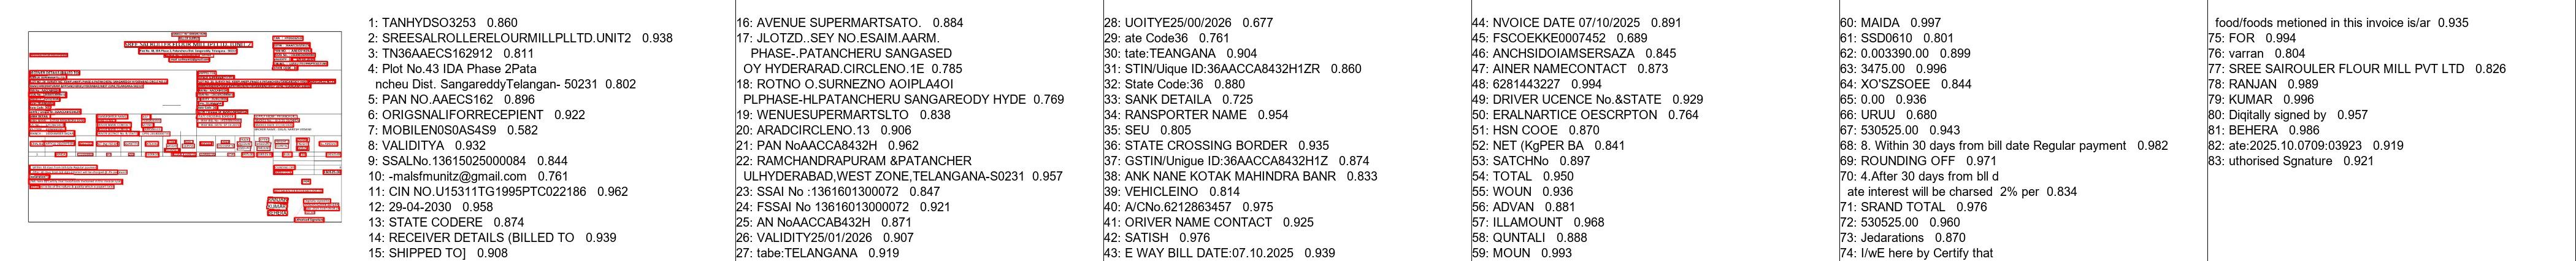 1: TANHYDSO3253 0.860
2: SREESALROLLERELOURMILLPLLTD.UNIT2 0.938
3: TN36AAECS162912 0.811
4: Plot No.43 IDA Phase 2Pata
ncheu Dist. SangareddyTelangan- 50231 0.802
5: PAN NO.AAECS162 0.896
6: ORIGSNALIFORRECEPIENT 0.922
7: MOBILEN0S0AS4S9 0.582
8: VALIDITYA 0.932
9: SSALNo.13615025000084 0.844
10: -malsfmunitz@gmail.com 0.761
11: CIN NO.U15311TG1995PTC022186 0.962
12: 29-04-2030 0.958
13: STATE CODERE 0.874
14: RECEIVER DETAILS (BILLED TO 0.939
15: SHIPPED TO] 0.908
16: AVENUE SUPERMARTSATO. 0.884
17: JLOTZD..SEY NO.ESAIM.AARM.
PHASE-.PATANCHERU SANGASED
OY HYDERARAD.CIRCLENO.1E 0.785
18: ROTNO O.SURNEZNO AOIPLA4OI
PLPHASE-HLPATANCHERU SANGAREODY HYDE 0.769
19: WENUESUPERMARTSLTO 0.838
20: ARADCIRCLENO.13 0.906
21: PAN NoAACCA8432H 0.962
22: RAMCHANDRAPURAM &PATANCHER
ULHYDERABAD,WEST ZONE,TELANGANA-S0231 0.957
23: SSAI No :1361601300072 0.847
24: FSSAI No 13616013000072 0.921
25: AN NoAACCAB432H 0.871
26: VALIDITY25/01/2026 0.907
27: tabe:TELANGANA 0.919
28: UOITYE25/00/2026 0.677
29: ate Code36 0.761
30: tate:TEANGANA 0.904
31: STIN/Uique ID:36AACCA8432H1ZR 0.860
32: State Code:36 0.880
33: SANK DETAILA 0.725
34: RANSPORTER NAME 0.954
35: SEU 0.805
36: STATE CROSSING BORDER 0.935
37: GSTIN/Unigue ID:36AACCA8432H1Z 0.874
38: ANK NANE KOTAK MAHINDRA BANR 0.833
39: VEHICLEINO 0.814
40: A/CNo.6212863457 0.975
41: ORIVER NAME CONTACT 0.925
42: SATISH 0.976
43: E WAY BILL DATE:07.10.2025 0.939
44: NVOICE DATE 07/10/2025 0.891
45: FSCOEKKE0007452 0.689
46: ANCHSIDOIAMSERSAZA 0.845
47: AINER NAMECONTACT 0.873
48: 6281443227 0.994
49: DRIVER UCENCE No.&STATE 0.929
50: ERALNARTICE OESCRPTON 0.764
51: HSN COOE 0.870
52: NET (KgPER BA 0.841
53: SATCHNo 0.897
54: TOTAL 0.950
55: WOUN 0.936
56: ADVAN 0.881
57: ILLAMOUNT 0.968
58: QUNTALI 0.888
59: MOUN 0.993
60: MAIDA 0.997
61: SSD0610 0.801
62: 0.003390.00 0.899
63: 3475.00 0.996
64: XO'SZSOEE 0.844
65: 0.00 0.936
66: URUU 0.680
67: 530525.00 0.943
68: 8. Within 30 days from bill date Regular payment 0.982
69: ROUNDING OFF 0.971
70: 4.After 30 days from bll d
ate interest will be charsed 2% per 0.834
71: SRAND TOTAL 0.976
72: 530525.00 0.960
73: Jedarations 0.870
74: I/wE here by Certify that
food/foods metioned in this invoice is/ar 0.935
75: FOR 0.994
76: varran 0.804
77: SREE SAIROULER FLOUR MILL PVT LTD 0.826
78: RANJAN 0.989
79: KUMAR 0.996
80: Diqitally signed by 0.957
81: BEHERA 0.986
82: ate:2025.10.0709:03923 0.919
83: uthorised Sgnature 0.921